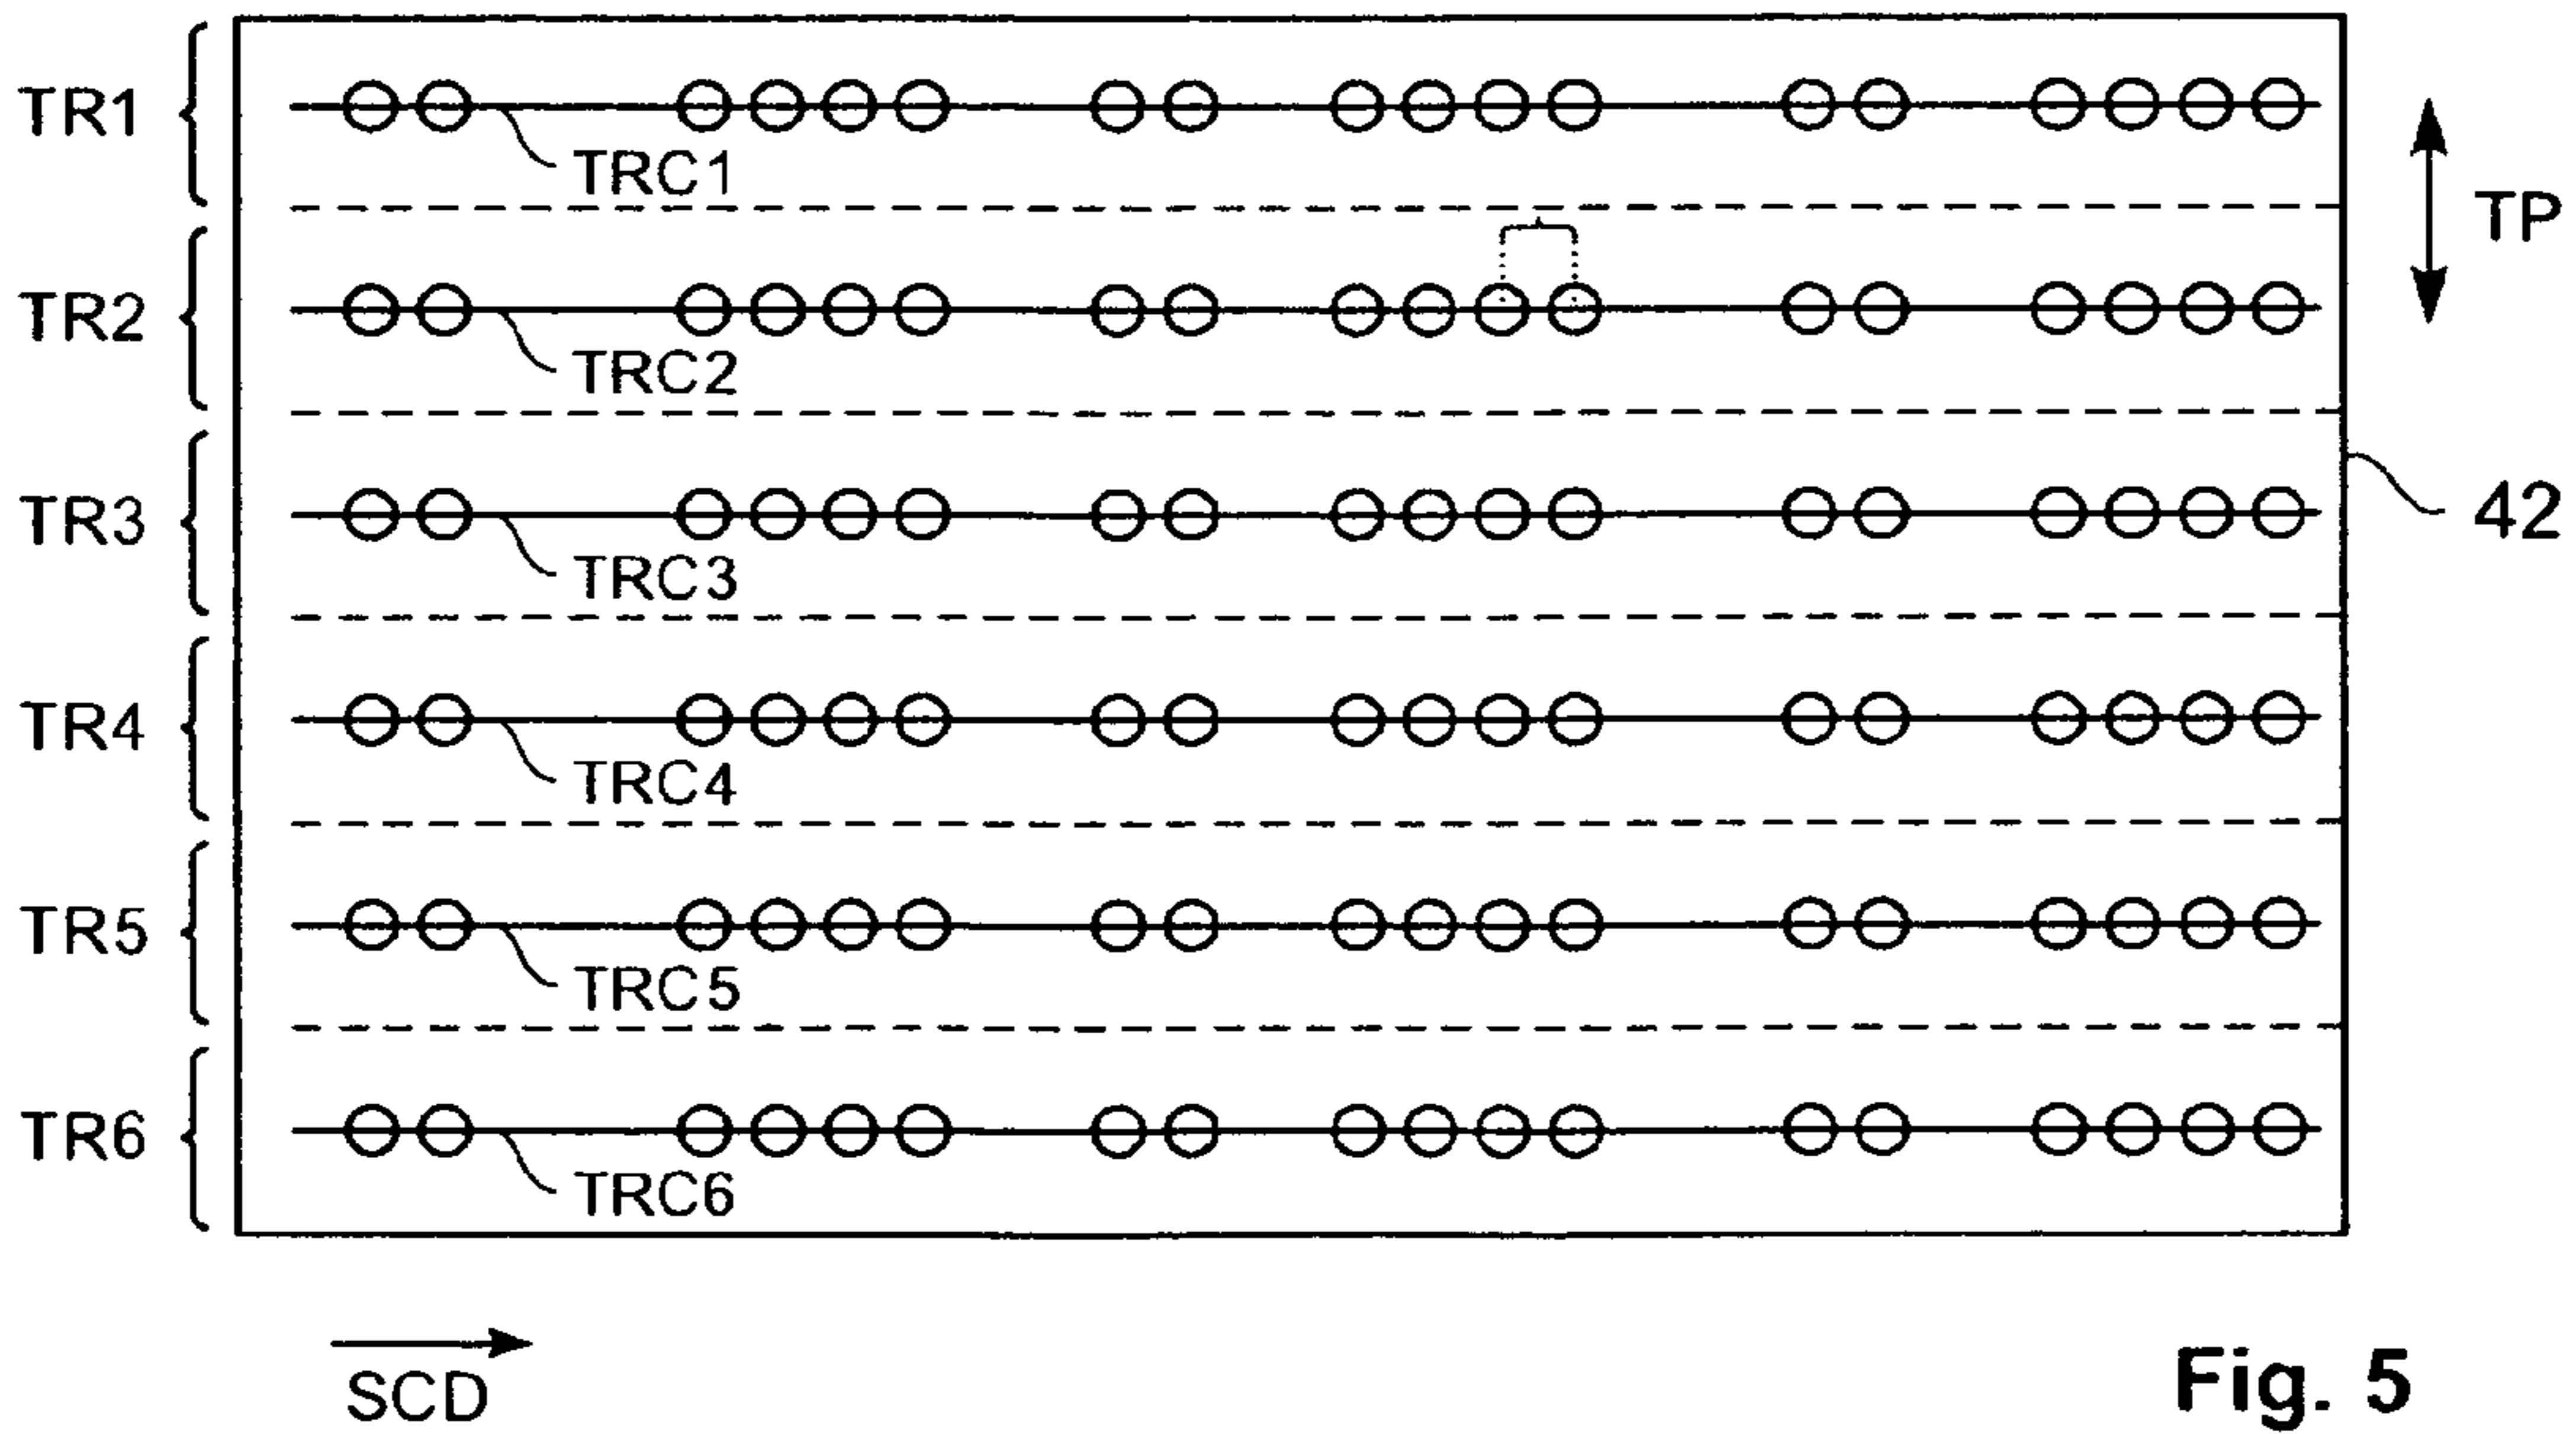 TR1
TRC1
TP
TR2
TRC2
TR3
42
TRC3
TR4
TRC4
TR5
TRC5
TR6
TRC6
SCD
Fig. 5